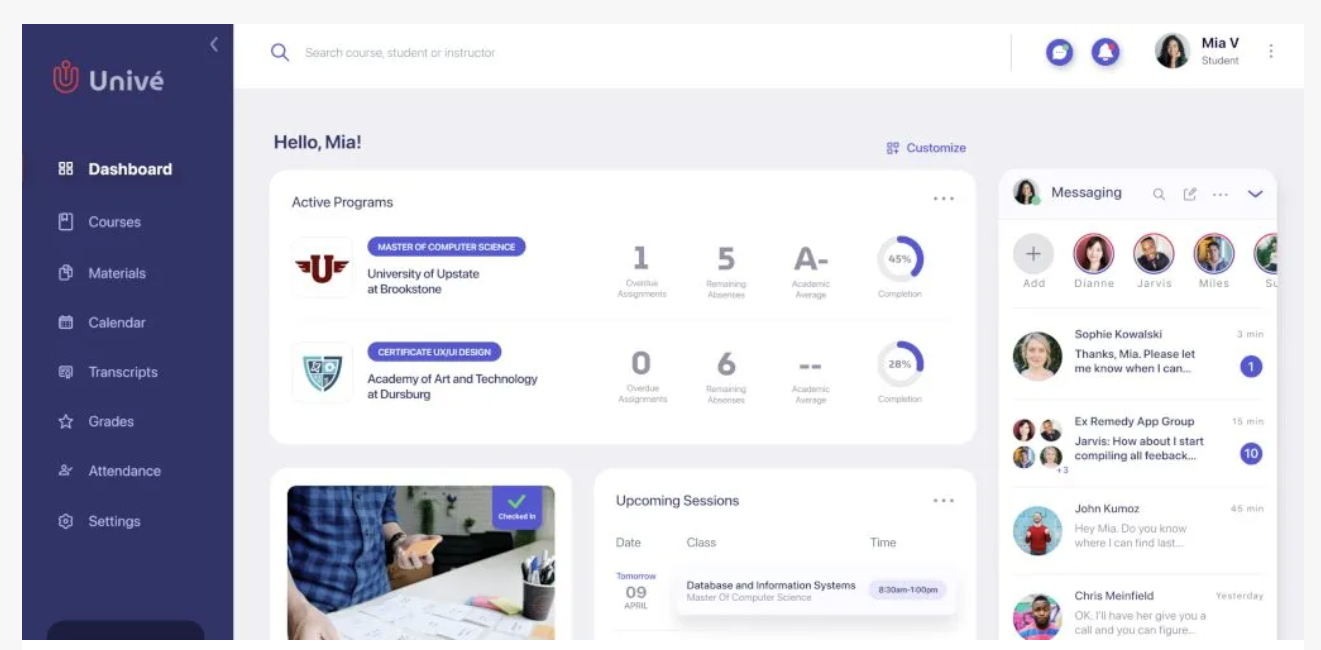 Univé
Search course, student or instructor
Mia V
Student
Dashboard
Courses
Materials
Calendar
Transcripts
Grades
Attendance
Settings
Hello, Mia!
Customize
Active Programs
U
MASTER OF COMPUTER SCIENCE
University of Upstate
at Brookstone
1
Overdue
Assignments
5
Remaining
Absenses
A-
Academic
Average
45%
Completion
CERTIFICATE UX/UI DESIGN
Academy of Art and Technology
at Dursburg
0
Overdue
Assignments
6
Remaining
Absenses
--
Academic
Average
28%
Completion
Checked In
Upcoming Sessions
Date Class Time
Tomorrow
09
APRIL
Database and Information Systems
Master Of Computer Science
8:30am-1:00pm
Messaging
Add Dianne Jarvis Miles Su
Sophie Kowalski 3 min
Thanks, Mia. Please let
me know when I can...
1
Ex Remedy App Group 15 min
Jarvis: How about I start
compiling all feeback...
10
+3
John Kumoz 45 min
Hey Mia. Do you know
where I can find last...
Chris Meinfield Yesterday
OK, I'll have her give you a
call and you can figure...